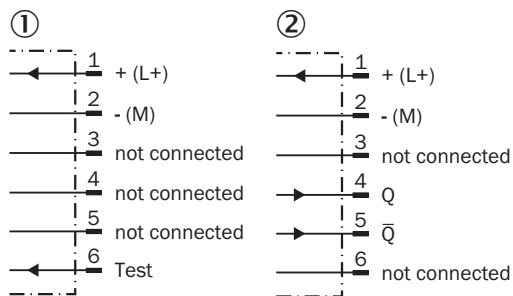 ①
1 + (L+)
2 - (M)
3 not connected
4 not connected
5 not connected
6 Test
②
1 + (L+)
2 - (M)
3 not connected
4 Q
5 Q̅
6 not connected